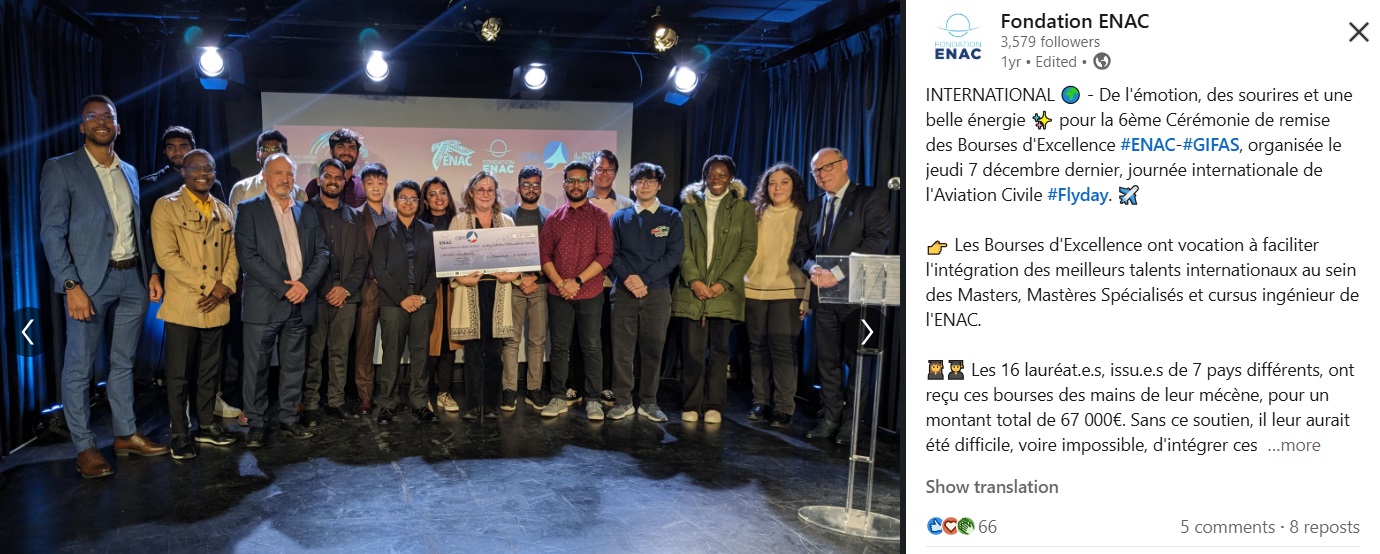 ENAC
FONDATION
ENAC
ENAC
FONDATION
ENAC
Fondation ENAC
3,579 followers
1yr • Edited •
INTERNATIONAL 🌍 - De l'émotion, des sourires et une
belle énergie ✨ pour la 6ème Cérémonie de remise
des Bourses d'Excellence #ENAC-#GIFAS, organisée le
jeudi 7 décembre dernier, journée internationale de
l'Aviation Civile #Flyday. ✈️
👉 Les Bourses d'Excellence ont vocation à faciliter
l'intégration des meilleurs talents internationaux au sein
des Masters, Mastères Spécialisés et cursus ingénieur de
l'ENAC.
👩‍🎓👨‍🎓 Les 16 lauréat.e.s, issu.e.s de 7 pays différents, ont
reçu ces bourses des mains de leur mécène, pour un
montant total de 67 000€. Sans ce soutien, il leur aurait
été difficile, voire impossible, d'intégrer ces ...more
Show translation
66
5 comments · 8 reposts